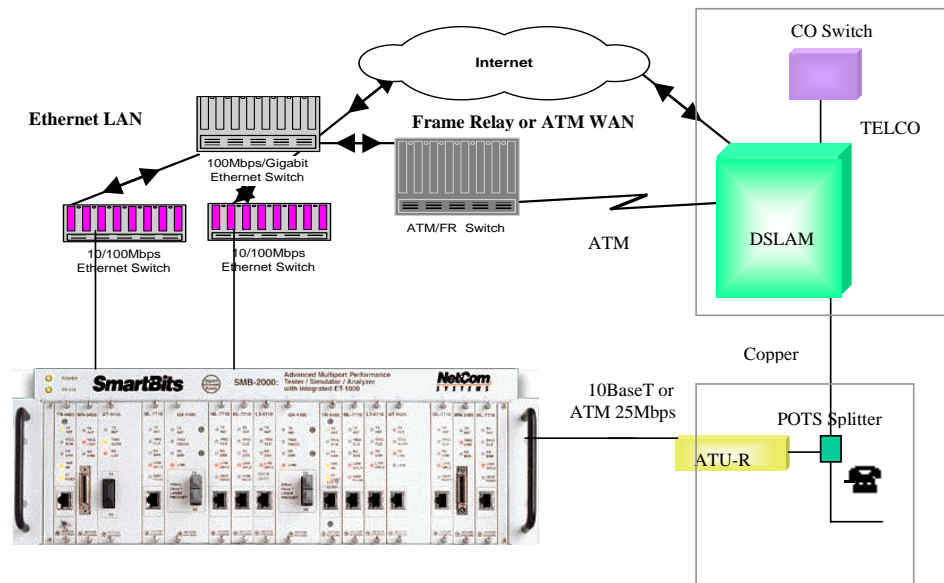 CO Switch
Internet
Ethernet LAN
Frame Relay or ATM WAN
TELCO
100Mbps/Gigabit
Ethernet Switch
ATM/FR Switch
10/100Mbps
Ethernet Switch
10/100Mbps
Ethernet Switch
ATM
DSLAM
Copper
POWER
SmartBits
SMB-2000:
Advanced Multiport Performance
Tester / Simulator / Analyzer
with Integrated ET-1000
NetCom
SYSTEMS
10BaseT or
ATM 25Mbps
POTS Splitter
ATU-R